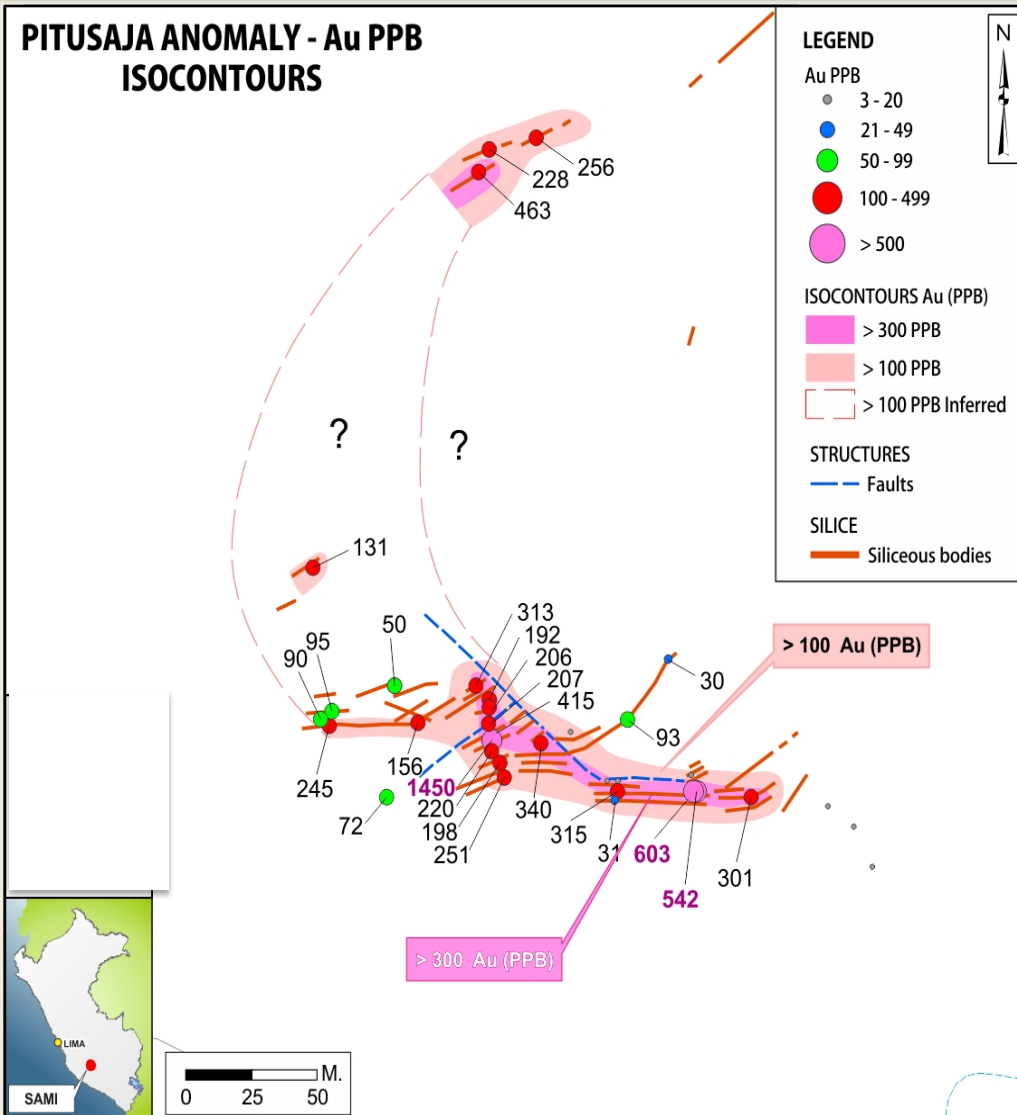 PITUSAJA ANOMALY - Au PPB
ISOCONTOURS
LEGEND
Au PPB
3 - 20
21 - 49
50 - 99
100 - 499
> 500
ISOCONTOURS Au (PPB)
> 300 PPB
> 100 PPB
> 100 PPB Inferred
STRUCTURES
Faults
SILICE
Siliceous bodies
N
256
228
463
?
?
131
313
192
206
207
415
50
95
90
30
93
> 100 Au (PPB)
245
156
1450
220
198
251
72
340
315
31
603
542
301
> 300 Au (PPB)
LIMA
SAMI
M.
0 25 50